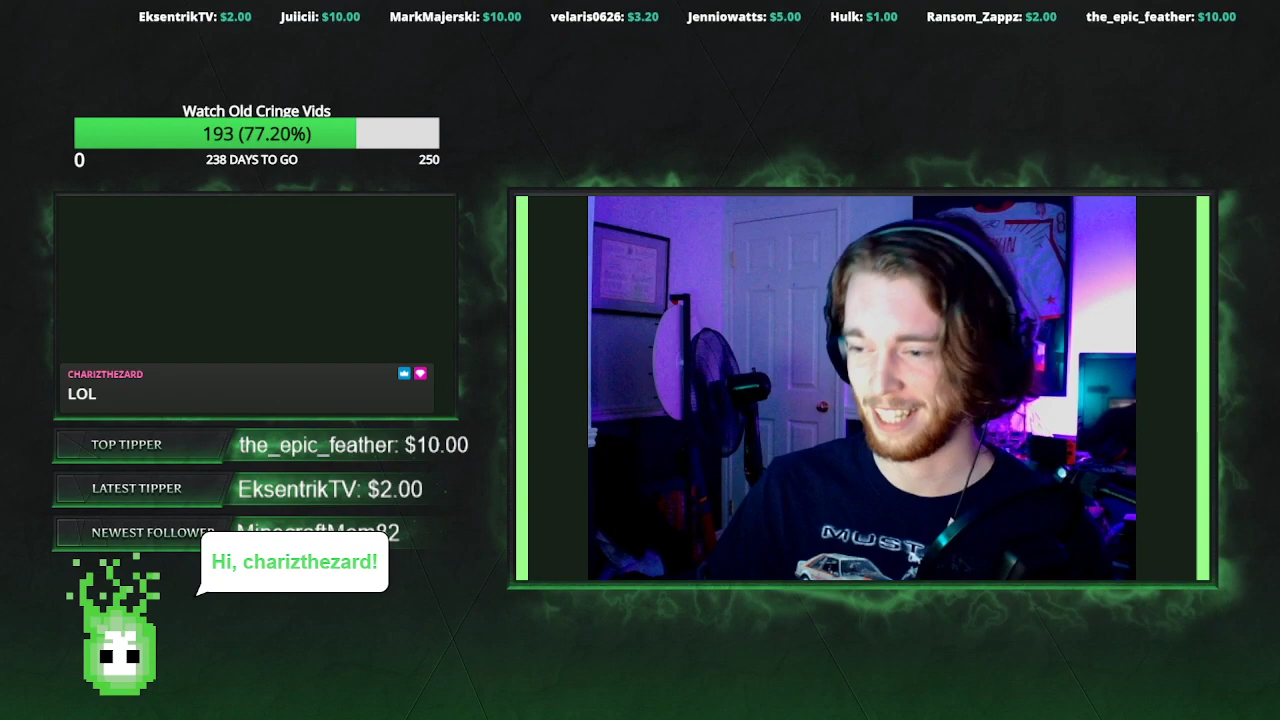 EksentrikTV: $2.00 Juiicii: $10.00 MarkMajerski: $10.00 velaris0626: $3.20 Jenniowatts: $5.00 Hulk: $1.00 Ransom_Zappz: $2.00 the_epic_feather: $10.00
Watch Old Cringe Vids
193 (77.20%)
0 238 DAYS TO GO 250
CHARIZTHEZARD
LOL
TOP TIPPER the_epic_feather: $10.00
LATEST TIPPER EksentrikTV: $2.00
NEWEST FOLLOWER MinecraftMom82
Hi, charizthezard!
MUST